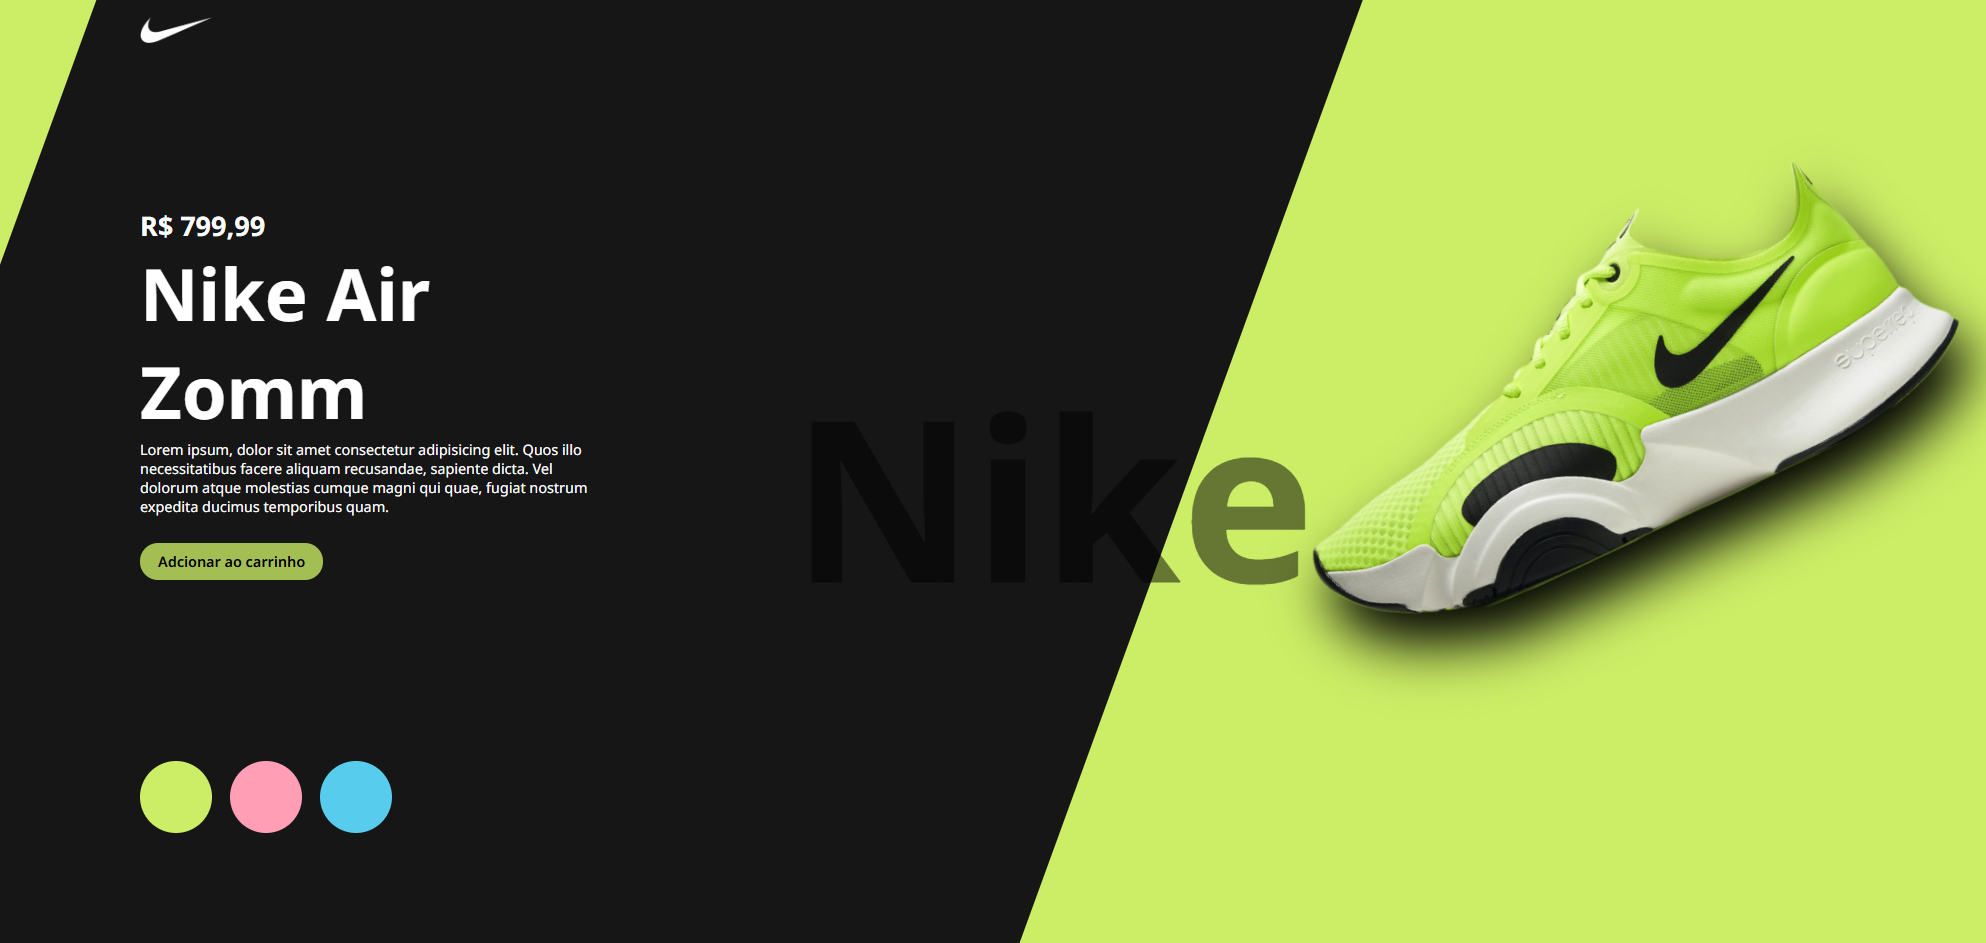 R$ 799,99
Nike Air
Zomm
Lorem ipsum, dolor sit amet consectetur adipisicing elit. Quos illo
necessitatibus facere aliquam recusandae, sapiente dicta. Vel
dolorum atque molestias cumque magni qui quae, fugiat nostrum
expedita ducimus temporibus quam.
Adcionar ao carrinho
Nike
superrep